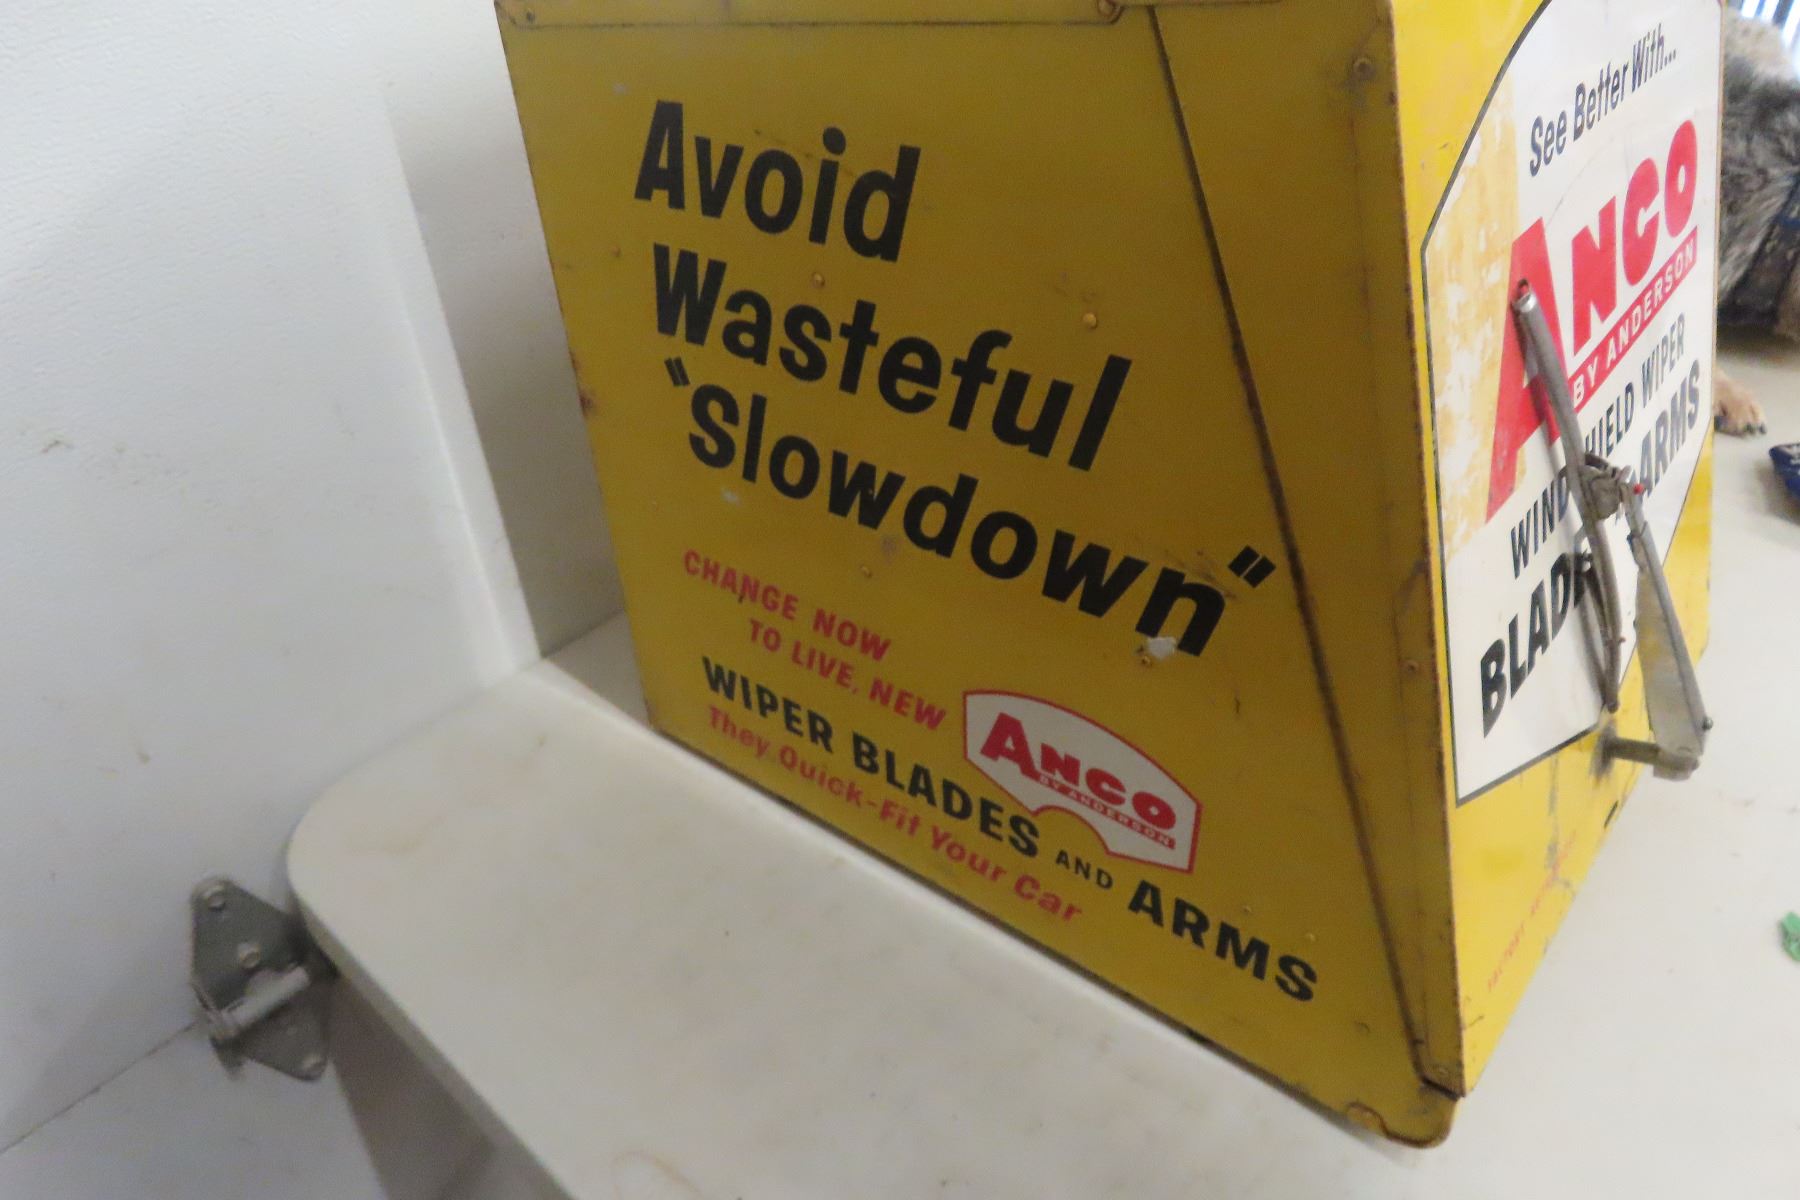 Avoid
Wasteful
"Slowdown"
CHANGE NOW
TO LIVE, NEW
ANCO
BY ANDERSON
WIPER BLADES AND ARMS
They Quick-Fit Your Car
See Better With...
ANCO
BY ANDERSON
WIPER
ARMS
FACTORY